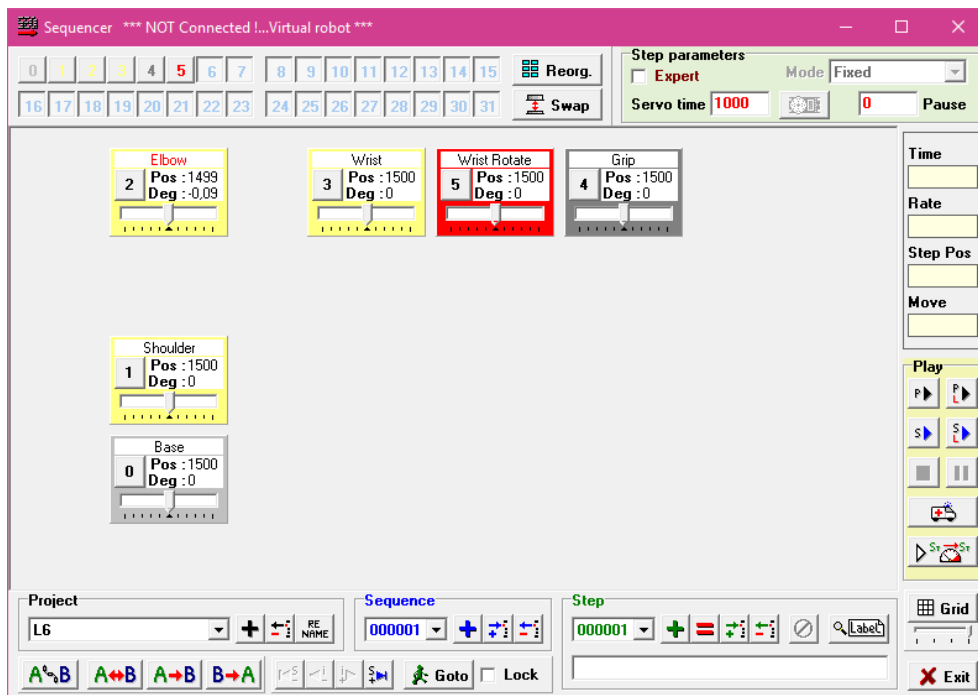 Sequencer *** NOT Connected !...Virtual robot ***
0 1 2 3 4 5 6 7 8 9 10 11 12 13 14 15 Reorg.
16 17 18 19 20 21 22 23 24 25 26 27 28 29 30 31 Swap
Step parameters
Expert Mode Fixed
Servo time 1000 0 Pause
Elbow
2 Pos :1499
Deg :-0,09
Wrist
3 Pos :1500
Deg :0
Wrist Rotate
5 Pos :1500
Deg :0
Grip
4 Pos :1500
Deg :0
Shoulder
1 Pos :1500
Deg :0
Base
0 Pos :1500
Deg :0
Time
Rate
Step Pos
Move
Play
P P L
S S L
ST ST
Grid
Exit
Project
L6 RE NAME
Sequence
000001
Step
000001 Label
A B A B A B B A S i i S Goto Lock